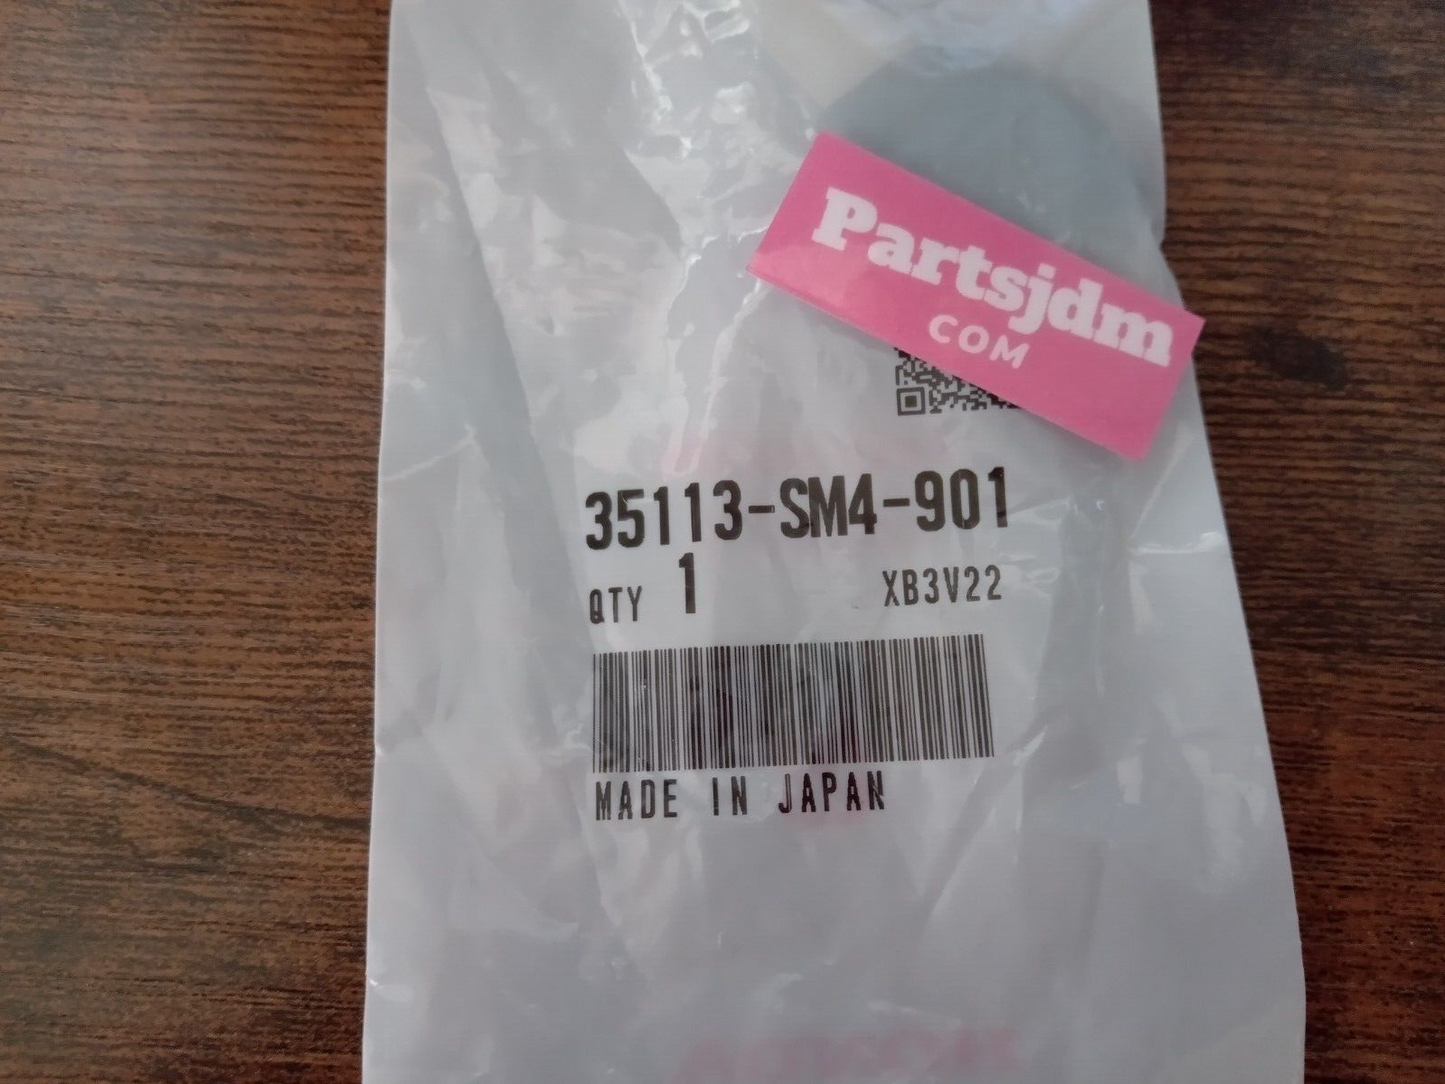 Partsjdm
COM
35113-SM4-901
QTY 1 XB3V22
MADE IN JAPAN